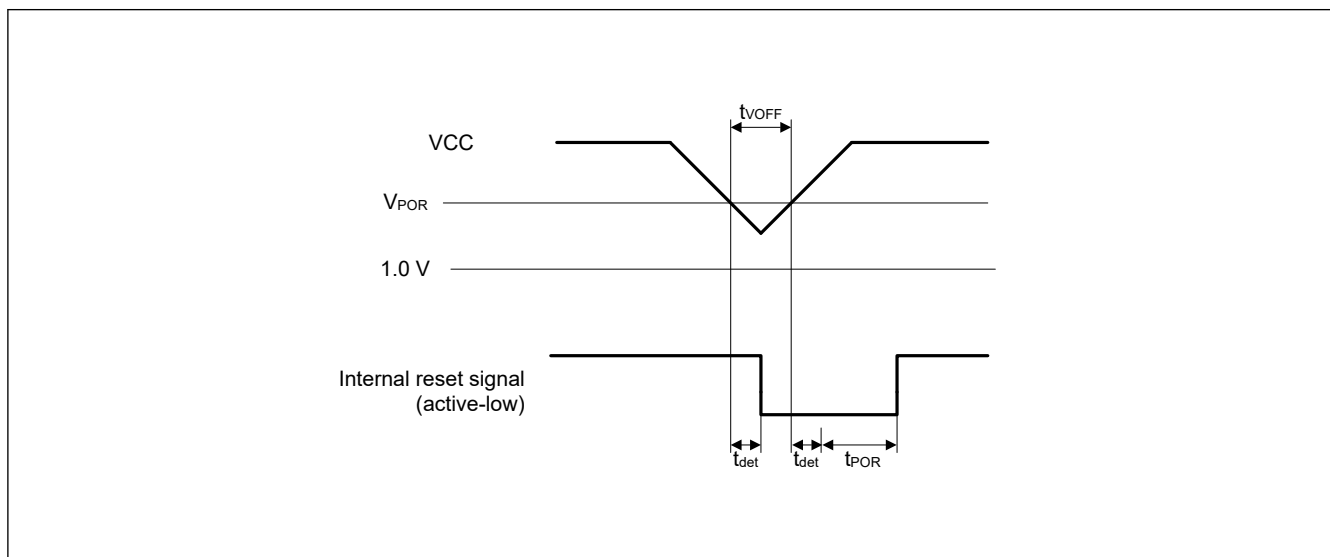 tVOFF
VCC
VPOR
1.0 V
Internal reset signal
(active-low)
tdet
tdet
tPOR